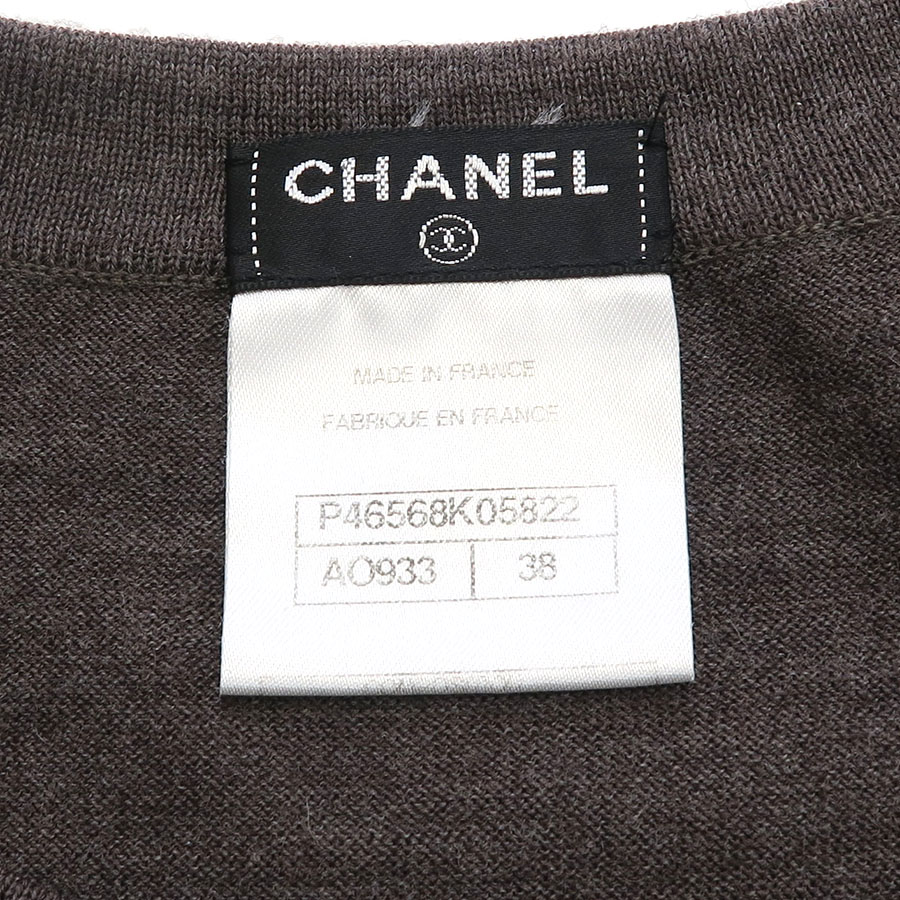 CHANEL
MADE IN FRANCE
FABRIQUE EN FRANCE
P46568K05822
AO933 38